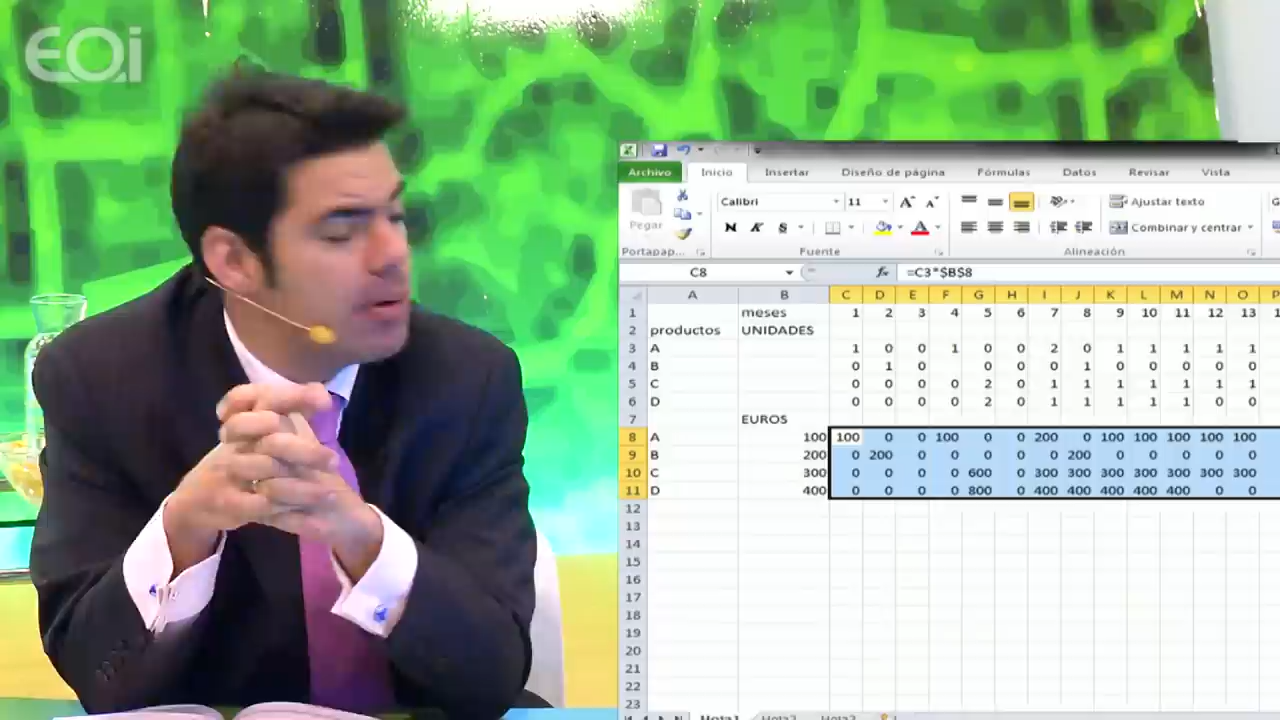 EOi
Archivo Inicio Insertar Diseño de página Fórmulas Datos Revisar Vista
Pegar
Calibri 11
Ajustar texto
N K S
Combinar y centrar
Portapap... Fuente Alineación
C8 fx =C3*$B$8
A B C D E F G H I J K L M N O P
1 meses 1 2 3 4 5 6 7 8 9 10 11 12 13
2 productos UNIDADES
3 A 1 0 0 1 0 0 2 0 1 1 1 1 1
4 B 0 1 0 0 0 0 0 1 0 0 0 0 0
5 C 0 0 0 0 2 0 1 1 1 1 1 1 1
6 D 0 0 0 0 2 0 1 1 1 1 1 0 0
7 EUROS
8 A 100 100 0 0 100 0 0 200 0 100 100 100 100 100
9 B 200 0 200 0 0 0 0 0 200 0 0 0 0 0
10 C 300 0 0 0 0 600 0 300 300 300 300 300 300 300
11 D 400 0 0 0 0 800 0 400 400 400 400 400 0 0
12
13
14
15
16
17
18
19
20
21
22
23
Hoja1 Hoja2 Hoja3